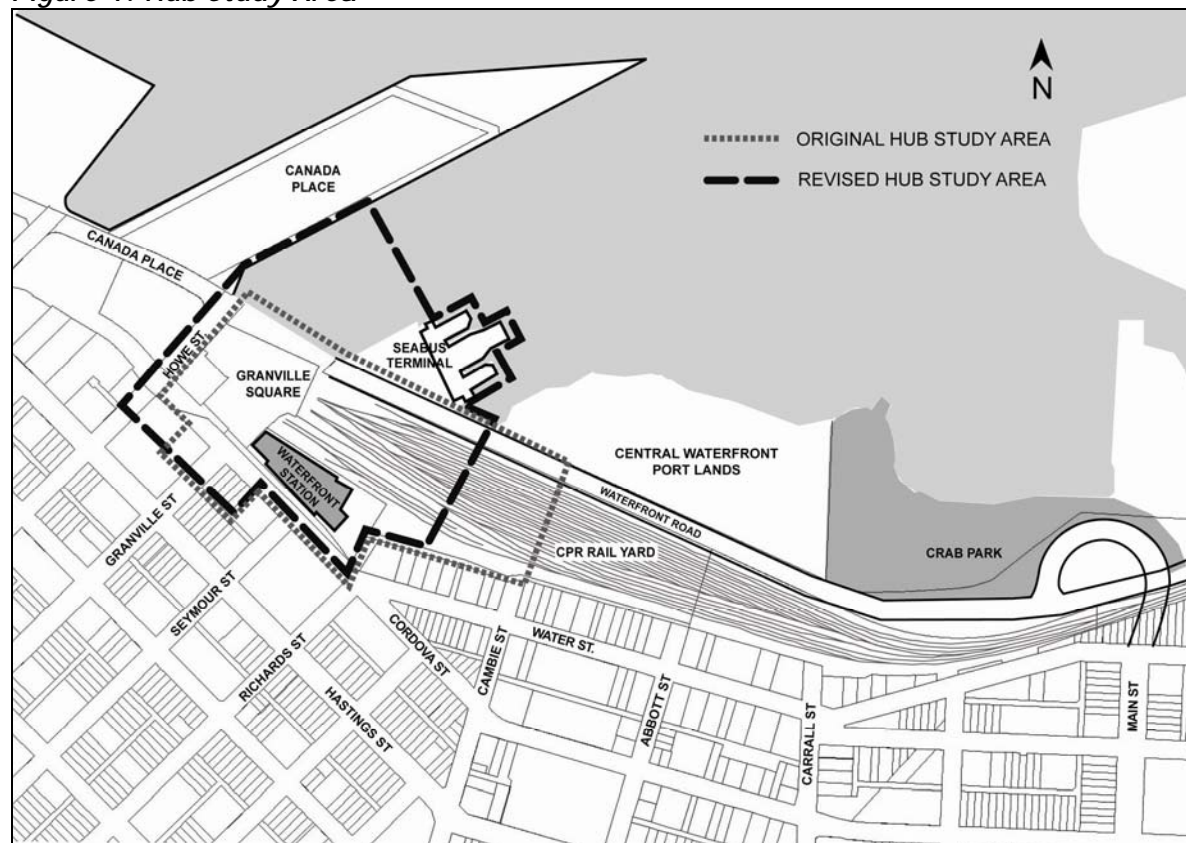 Figure 1: Hub Study Area
N
ORIGINAL HUB STUDY AREA
REVISED HUB STUDY AREA
CANADA
PLACE
CANADA PLACE
HOWE ST.
SEABUS
TERMINAL
GRANVILLE
SQUARE
WATERFRONT
STATION
CENTRAL WATERFRONT
PORT LANDS
WATERFRONT ROAD
CPR RAIL YARD
CRAB PARK
GRANVILLE ST
SEYMOUR ST
RICHARDS ST
HASTINGS ST
CORDOVA ST
CAMBIE ST
WATER ST.
ABBOTT ST
CARRALL ST
MAIN ST